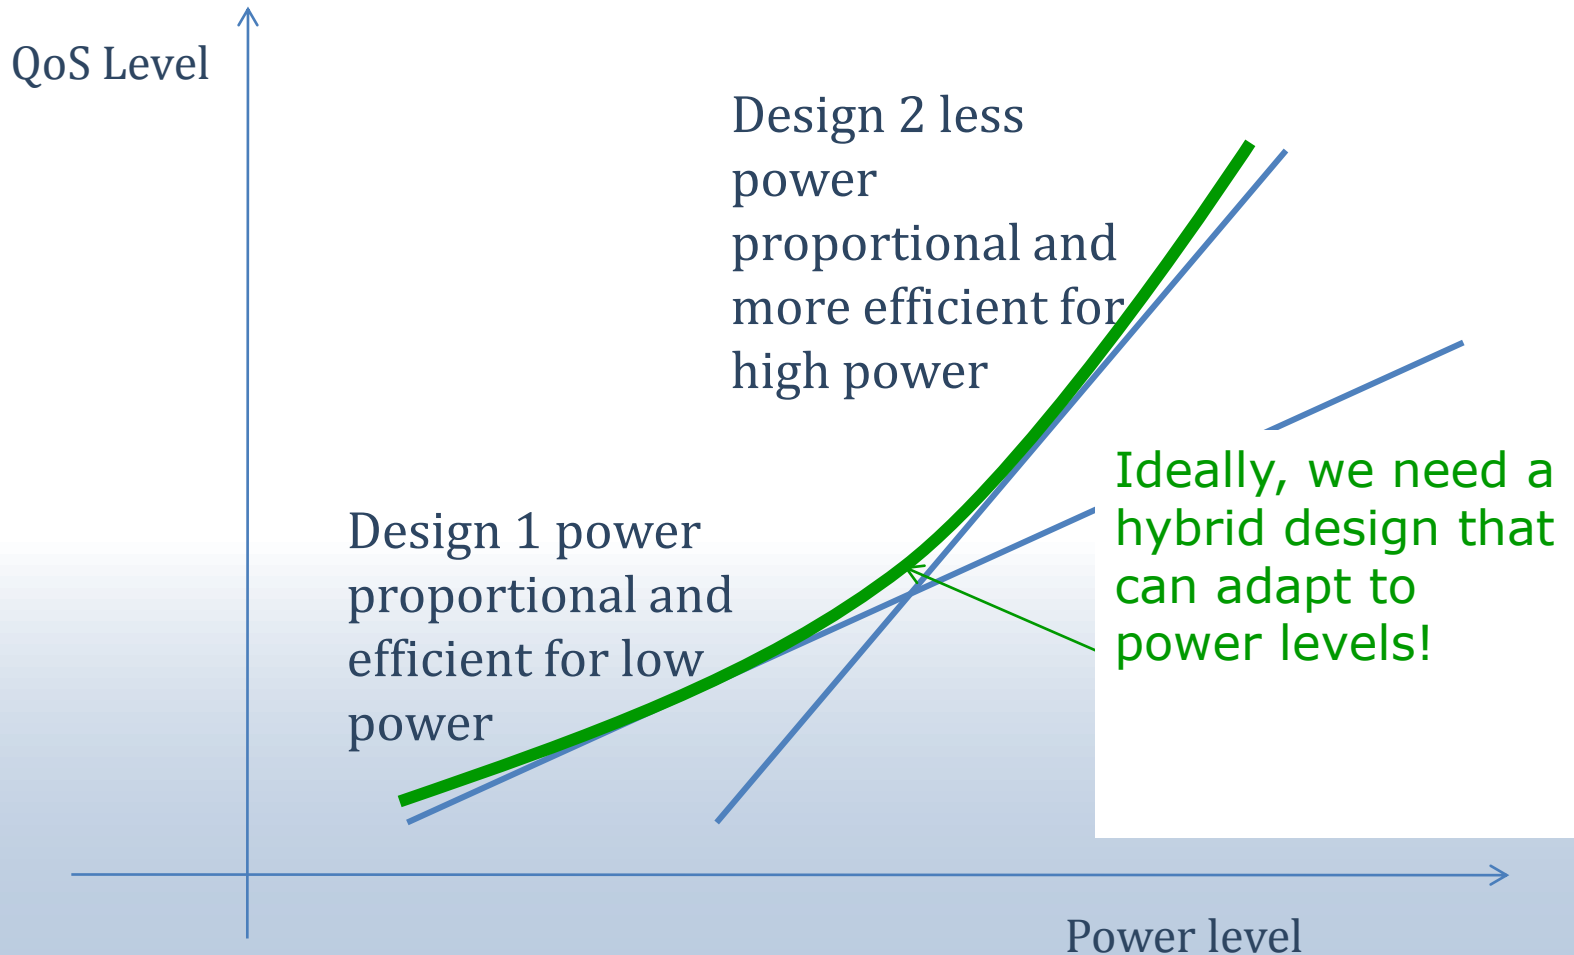 QoS Level
Design 2 less
power
proportional and
more efficient for
high power
Design 1 power
proportional and
efficient for low
power
Ideally, we need a
hybrid design that
can adapt to
power levels!
Power level